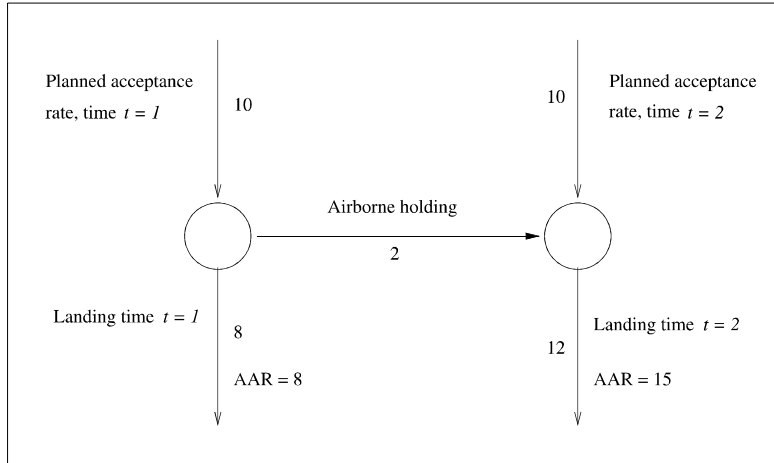 Planned acceptance
rate, time t = 1
10
10
Planned acceptance
rate, time t = 2
Airborne holding
2
Landing time t = 1
8
AAR = 8
Landing time t = 2
12
AAR = 15